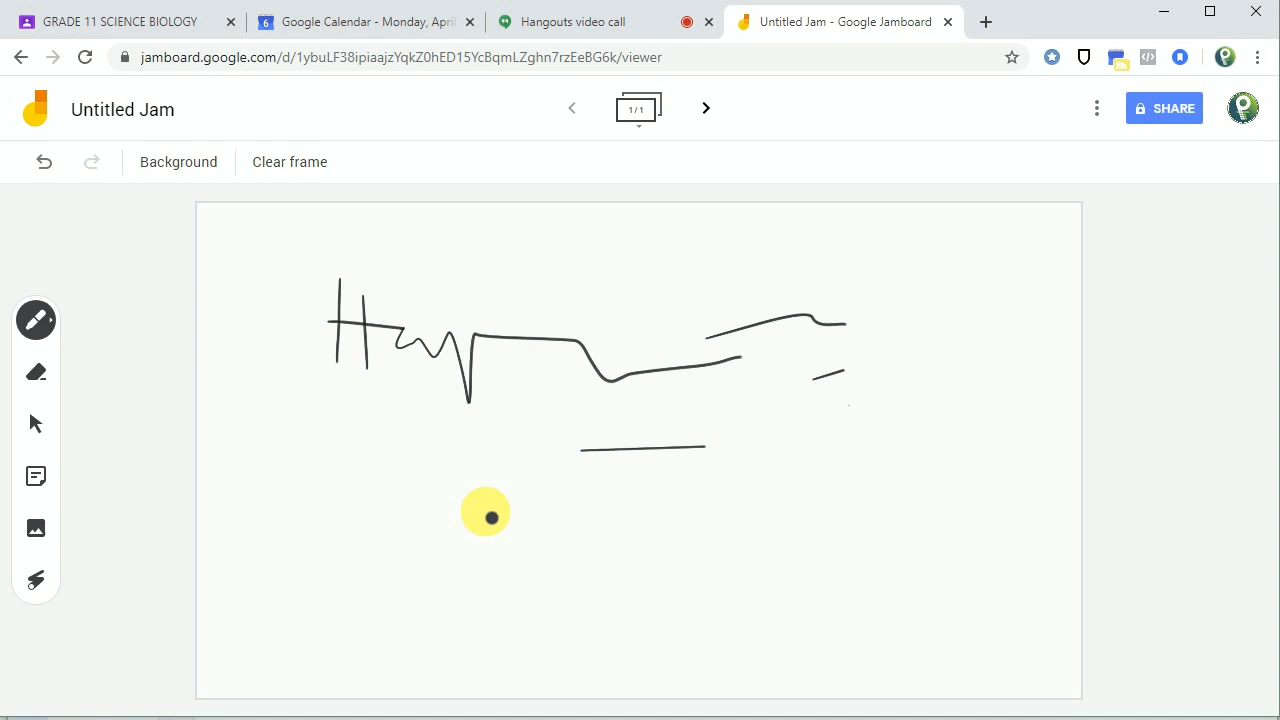 GRADE 11 SCIENCE BIOLOGY
Google Calendar - Monday, April
Hangouts video call
Untitled Jam - Google Jamboard
jamboard.google.com/d/1ybuLF38ipiaajzYqkZ0hED15YcBqmLZghn7rzEeBG6k/viewer
Untitled Jam
1/1
SHARE
Background
Clear frame